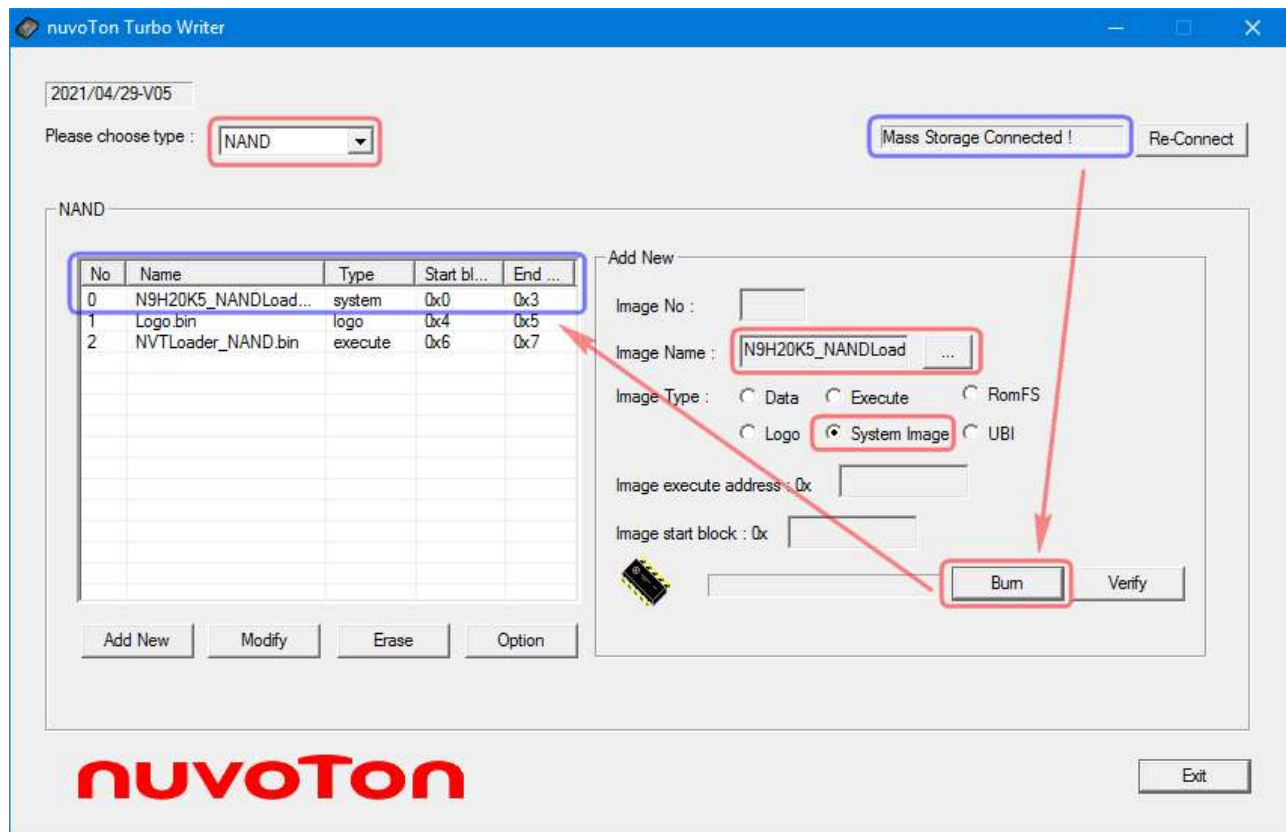 nuvoTon Turbo Writer
2021/04/29-V05
Please choose type :
NAND
Mass Storage Connected !
Re-Connect
NAND
No Name Type Start bl... End ...
0 N9H20K5_NANDLoad... system 0x0 0x3
1 Logo.bin logo 0x4 0x5
2 NVTLoader_NAND.bin execute 0x6 0x7
Add New Modify Erase Option
Add New
Image No :
Image Name : N9H20K5_NANDLoad ...
Image Type : Data Execute RomFS
Logo System Image UBI
Image execute address : 0x
Image start block : 0x
Burn Verify
nuvoTon
Exit